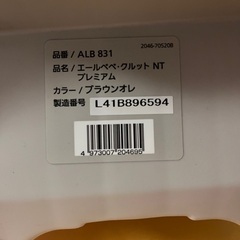 2046-70520B
品番 / ALB 831
品名 / エールベベ・クルット NT
プレミアム
カラー / ブラウンオレ
製造番号 L41B896594
4 973007 204695